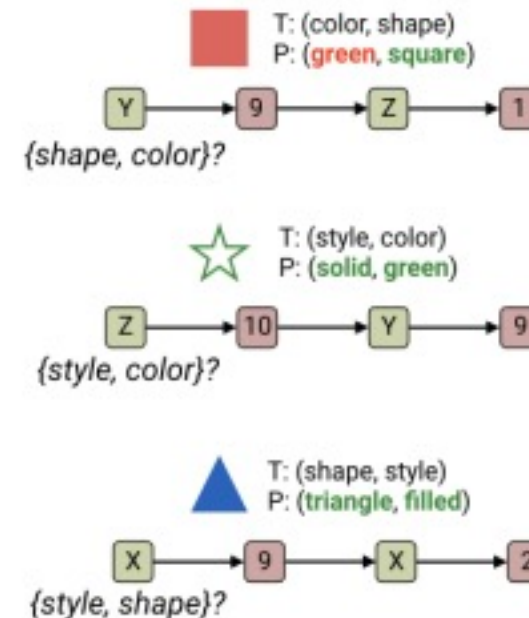 T: (color, shape)
P: (green, square)
Y 9 Z 1
{shape, color}?
T: (style, color)
P: (solid, green)
Z 10 Y 9
{style, color}?
T: (shape, style)
P: (triangle, filled)
X 9 X 2
{style, shape}?